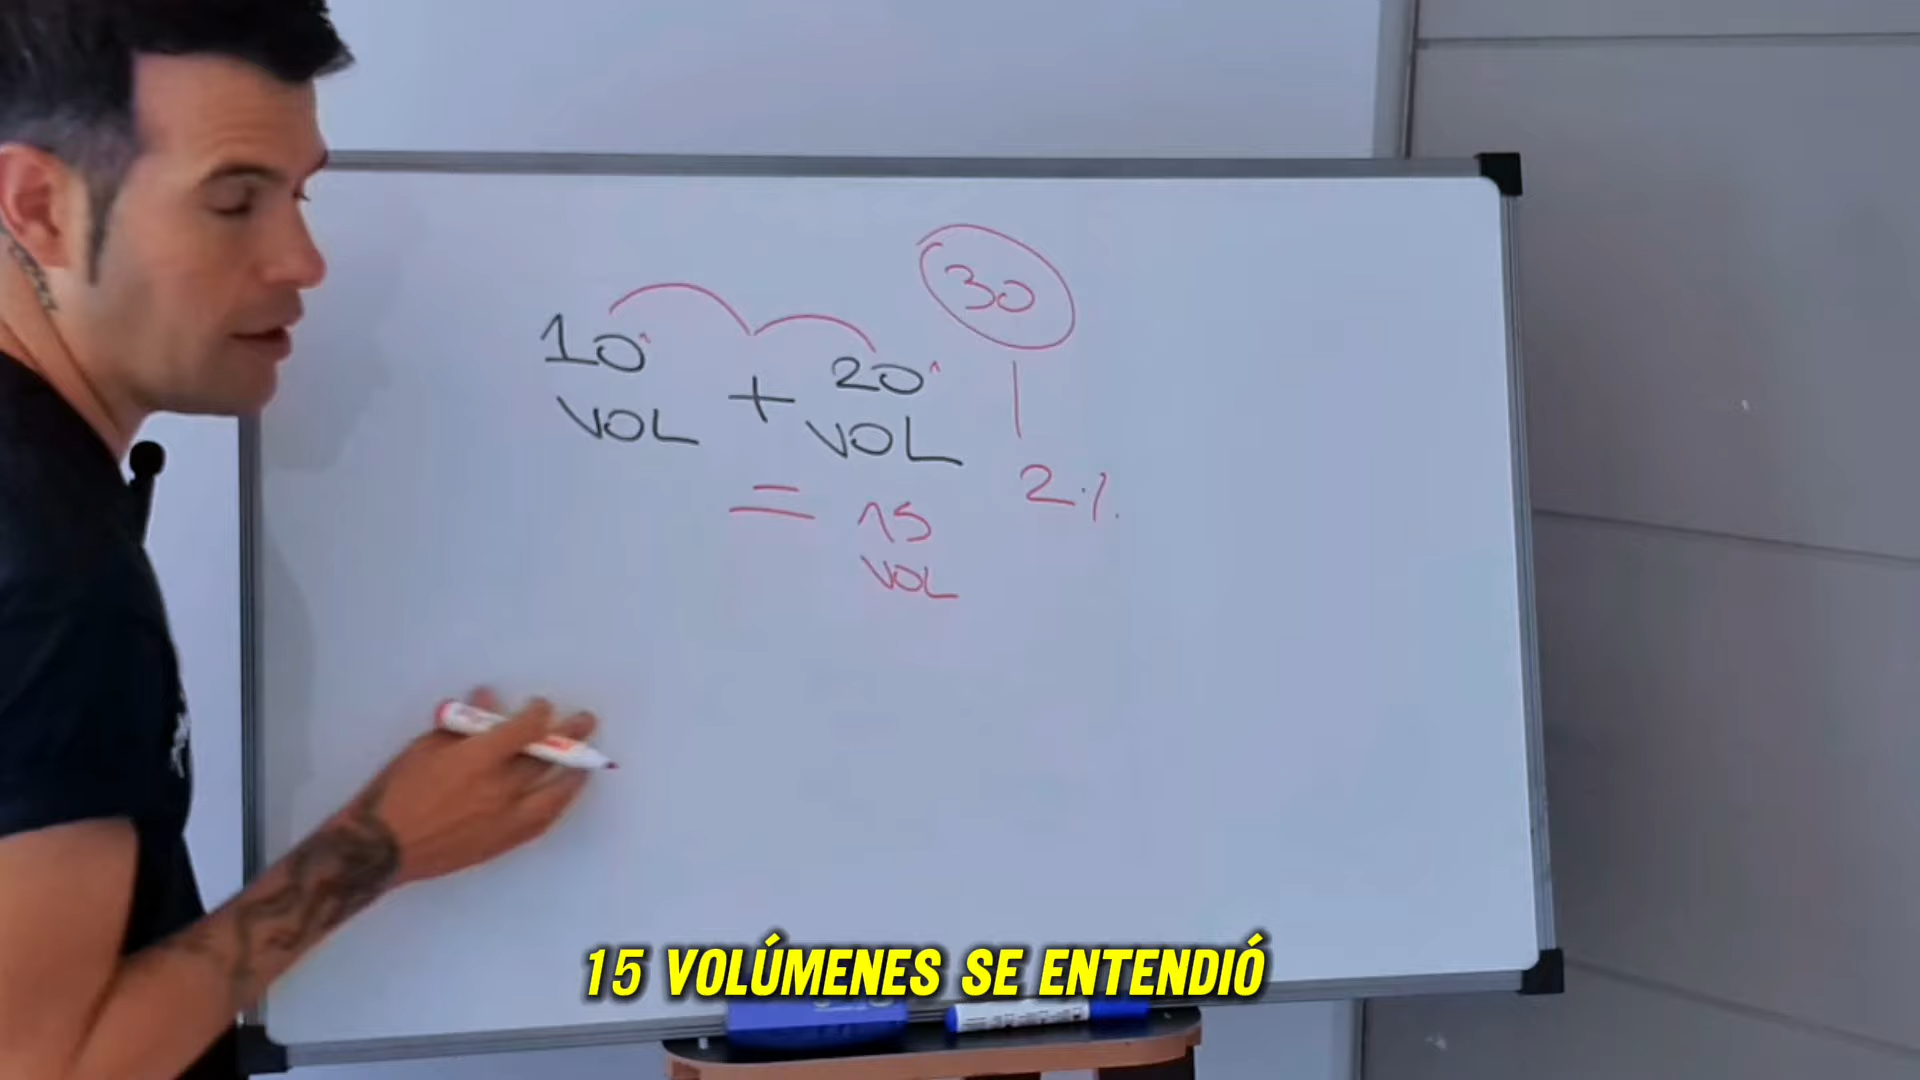 30
10
20
+
VOL
VOL
2%
= 15
VOL
15 VOLÚMENES SE ENTENDIÓ